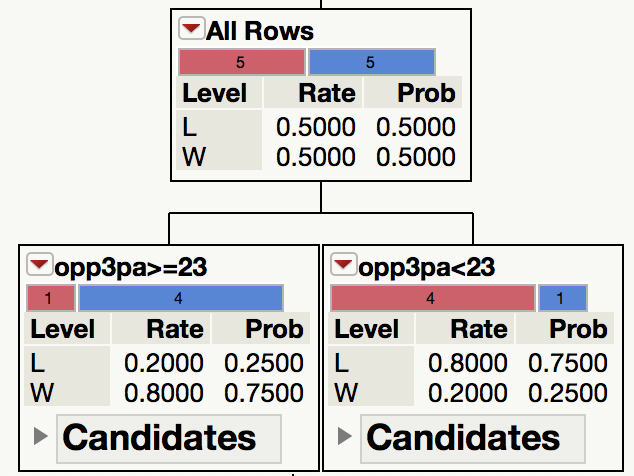 All Rows
5 5
Level Rate Prob
L 0.5000 0.5000
W 0.5000 0.5000
opp3pa>=23
1 4
Level Rate Prob
L 0.2000 0.2500
W 0.8000 0.7500
Candidates
opp3pa<23
4 1
Level Rate Prob
L 0.8000 0.7500
W 0.2000 0.2500
Candidates